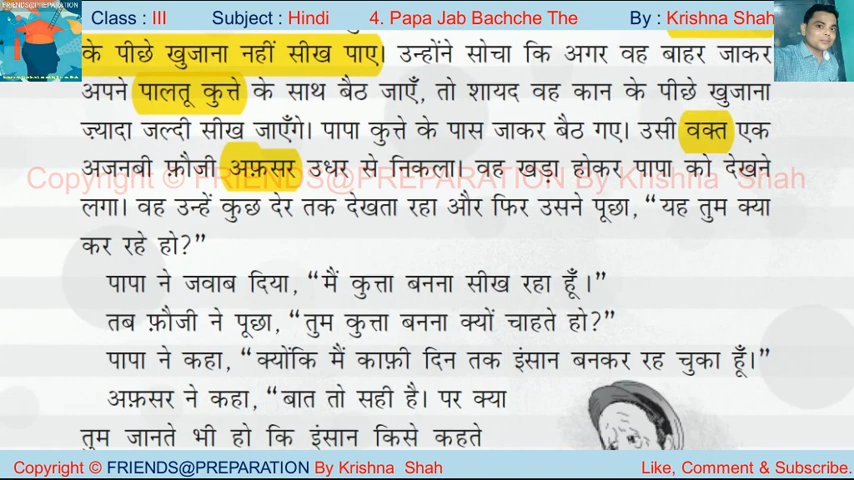 Class : III Subject : Hindi 4. Papa Jab Bachche The By : Krishna Shah
के पीछे खुजाना नहीं सीख पाए। उन्होंने सोचा कि अगर वह बाहर जाकर
अपने पालतू कुत्ते के साथ बैठ जाएँ, तो शायद वह कान के पीछे खुजाना
ज़्यादा जल्दी सीख जाएँगे। पापा कुत्ते के पास जाकर बैठ गए। उसी वक्त एक
अजनबी फ़ौजी अफ़सर उधर से निकला। वह खड़ा होकर पापा को देखने
Copyright © FRIENDS@PREPARATION By Krishna Shah
लगा। वह उन्हें कुछ देर तक देखता रहा और फिर उसने पूछा, “यह तुम क्या
कर रहे हो?”
पापा ने जवाब दिया, “मैं कुत्ता बनना सीख रहा हूँ।”
तब फ़ौजी ने पूछा, “तुम कुत्ता बनना क्यों चाहते हो?”
पापा ने कहा, “क्योंकि मैं काफ़ी दिन तक इंसान बनकर रह चुका हूँ।”
अफ़सर ने कहा, “बात तो सही है। पर क्या
तुम जानते भी हो कि इंसान किसे कहते
Copyright © FRIENDS@PREPARATION By Krishna Shah Like, Comment & Subscribe.